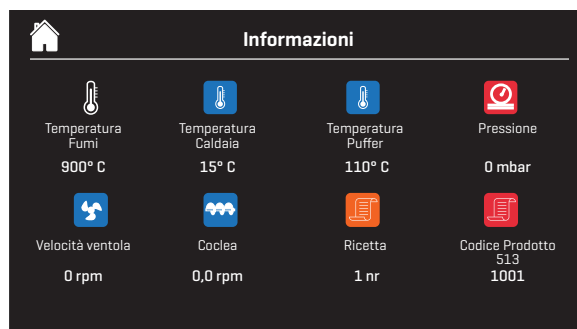 Informazioni
Temperatura Fumi
900° C
Temperatura Caldaia
15° C
Temperatura Puffer
110° C
Pressione
0 mbar
Velocità ventola
0 rpm
Coclea
0,0 rpm
Ricetta
1 nr
Codice Prodotto
513
1001